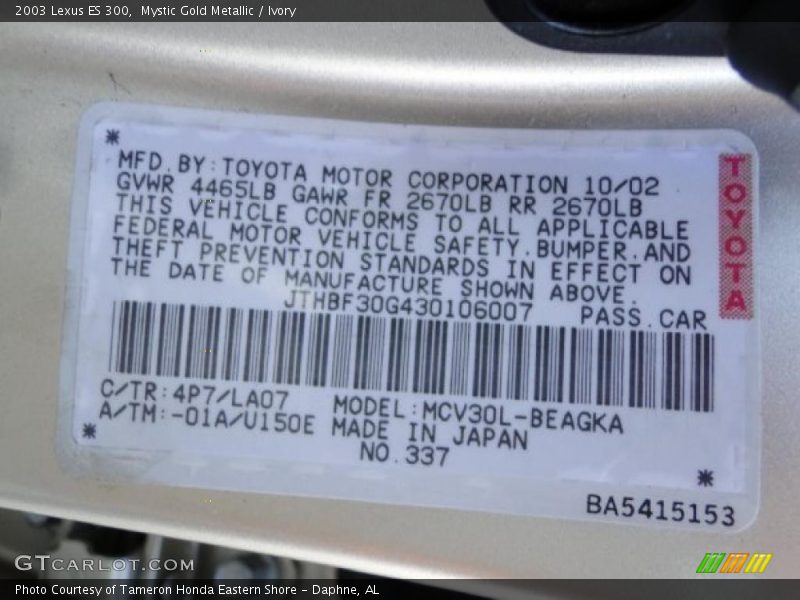 2003 Lexus ES 300, Mystic Gold Metallic / Ivory
MFD.BY:TOYOTA MOTOR CORPORATION 10/02
GVWR 4465LB GAWR FR 2670LB RR 2670LB
THIS VEHICLE CONFORMS TO ALL APPLICABLE
FEDERAL MOTOR VEHICLE SAFETY,BUMPER,AND
THEFT PREVENTION STANDARDS IN EFFECT ON
THE DATE OF MANUFACTURE SHOWN ABOVE.
JTHBF30G430106007 PASS.CAR
TOYOTA
C/TR:4P7/LA07 MODEL:MCV30L-BEAGKA
A/TM:-01A/U150E MADE IN JAPAN
NO.337
BA5415153
GTCARLOT.COM
Photo Courtesy of Tameron Honda Eastern Shore - Daphne, AL